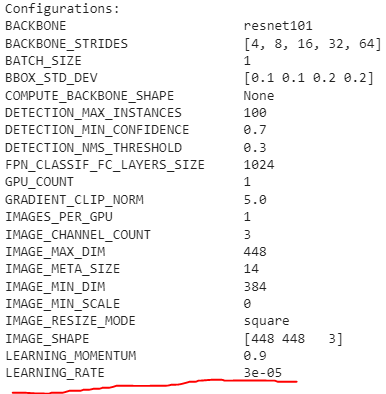 Configurations:
BACKBONE resnet101
BACKBONE_STRIDES [4, 8, 16, 32, 64]
BATCH_SIZE 1
BBOX_STD_DEV [0.1 0.1 0.2 0.2]
COMPUTE_BACKBONE_SHAPE None
DETECTION_MAX_INSTANCES 100
DETECTION_MIN_CONFIDENCE 0.7
DETECTION_NMS_THRESHOLD 0.3
FPN_CLASSIF_FC_LAYERS_SIZE 1024
GPU_COUNT 1
GRADIENT_CLIP_NORM 5.0
IMAGES_PER_GPU 1
IMAGE_CHANNEL_COUNT 3
IMAGE_MAX_DIM 448
IMAGE_META_SIZE 14
IMAGE_MIN_DIM 384
IMAGE_MIN_SCALE 0
IMAGE_RESIZE_MODE square
IMAGE_SHAPE [448 448 3]
LEARNING_MOMENTUM 0.9
LEARNING_RATE 3e-05